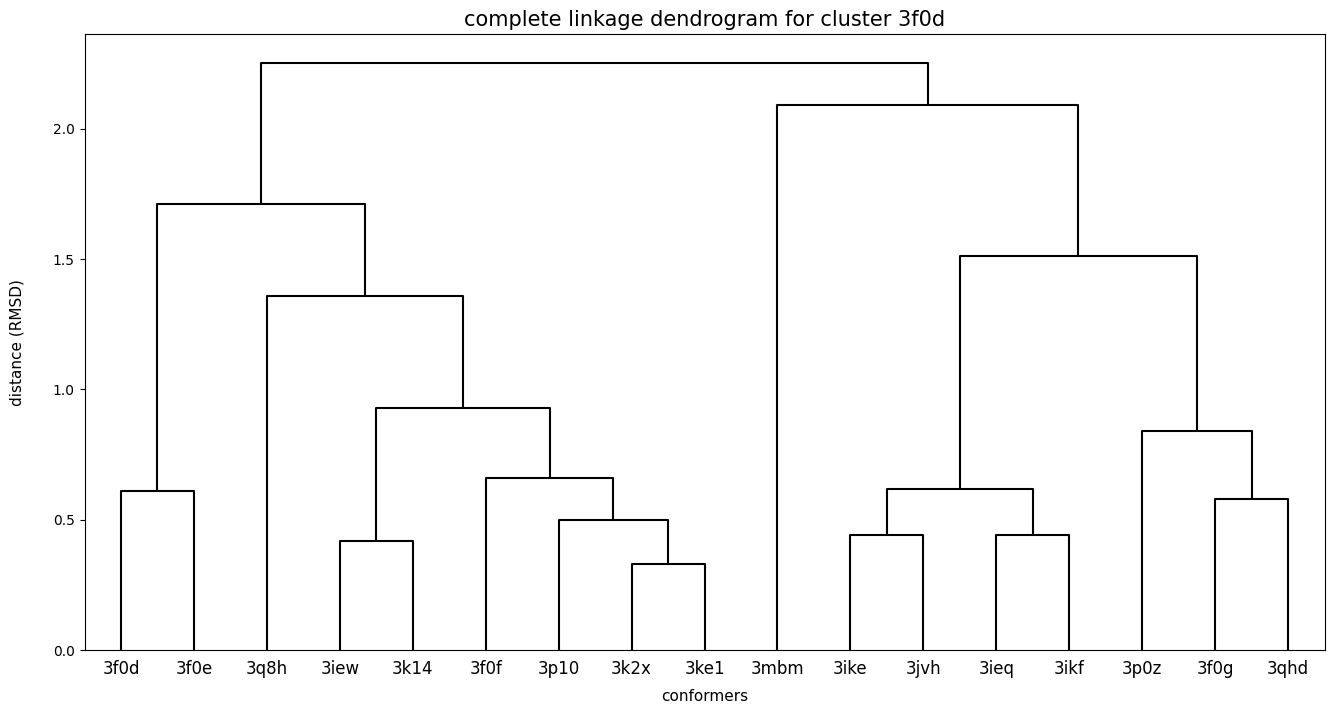 complete linkage dendrogram for cluster 3f0d
distance (RMSD)
2.0
1.5
1.0
0.5
0.0
3f0d 3f0e 3q8h 3iew 3k14 3f0f 3p10 3k2x 3ke1 3mbm 3ike 3jvh 3ieq 3ikf 3p0z 3f0g 3qhd
conformers